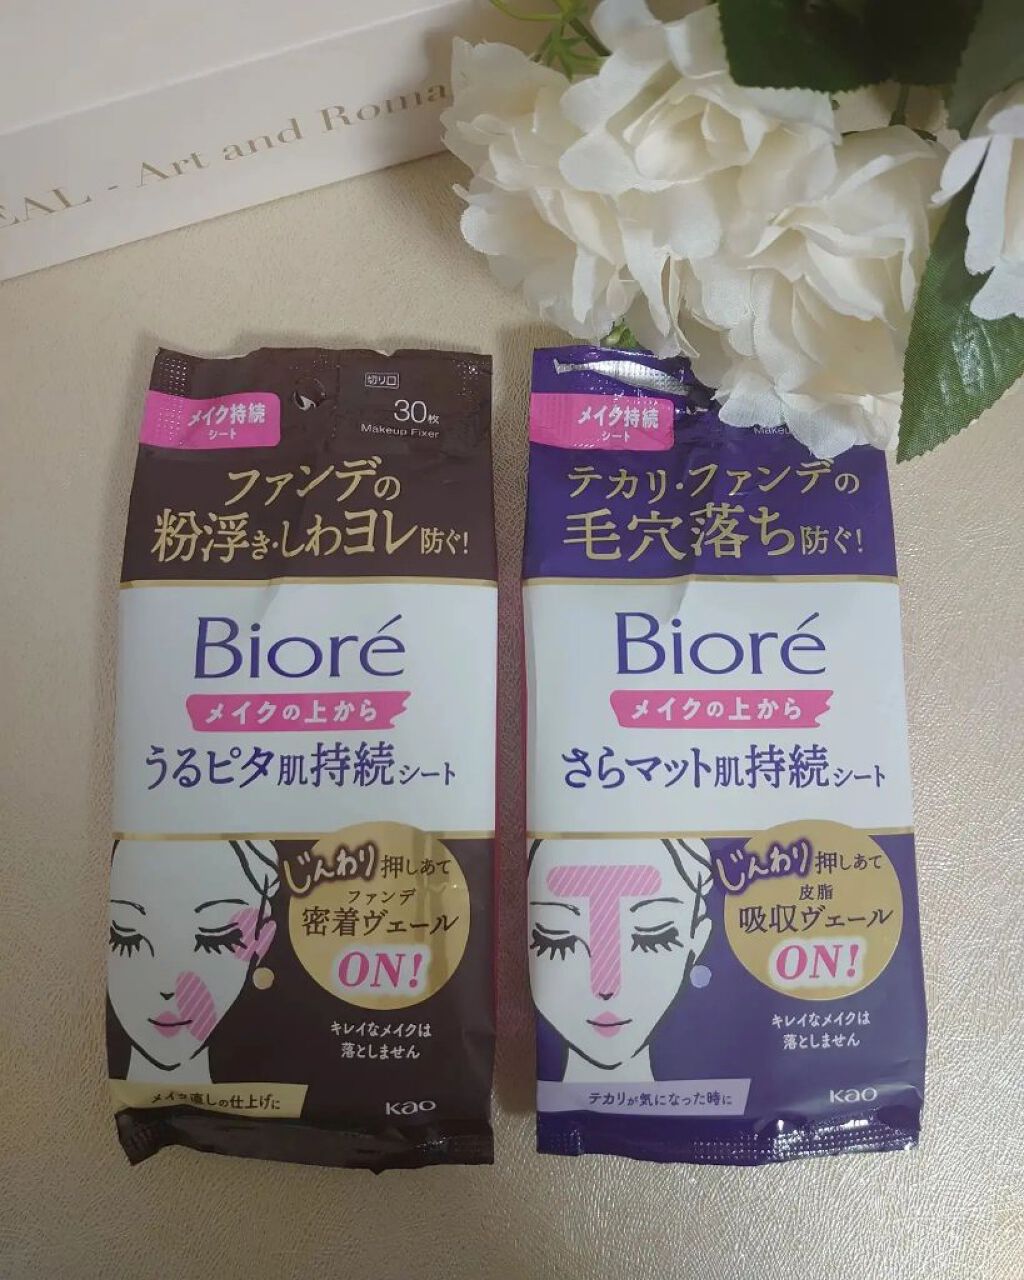 EAL - Art and Roma
メイク持続
シート
切り口
30枚
Makeup Fixer
ファンデの
粉浮き・しわヨレ防ぐ!
Bioré
メイクの上から
うるピタ肌持続シート
じんわり押しあて
ファンデ
密着ヴェール
ON!
キレイなメイクは
落としません
メイク直しの仕上げに
Kao
メイク持続
シート
テカリ・ファンデの
毛穴落ち防ぐ!
Bioré
メイクの上から
さらマット肌持続シート
じんわり押しあて
皮脂
吸収ヴェール
ON!
キレイなメイクは
落としません
テカリが気になった時に
Kao